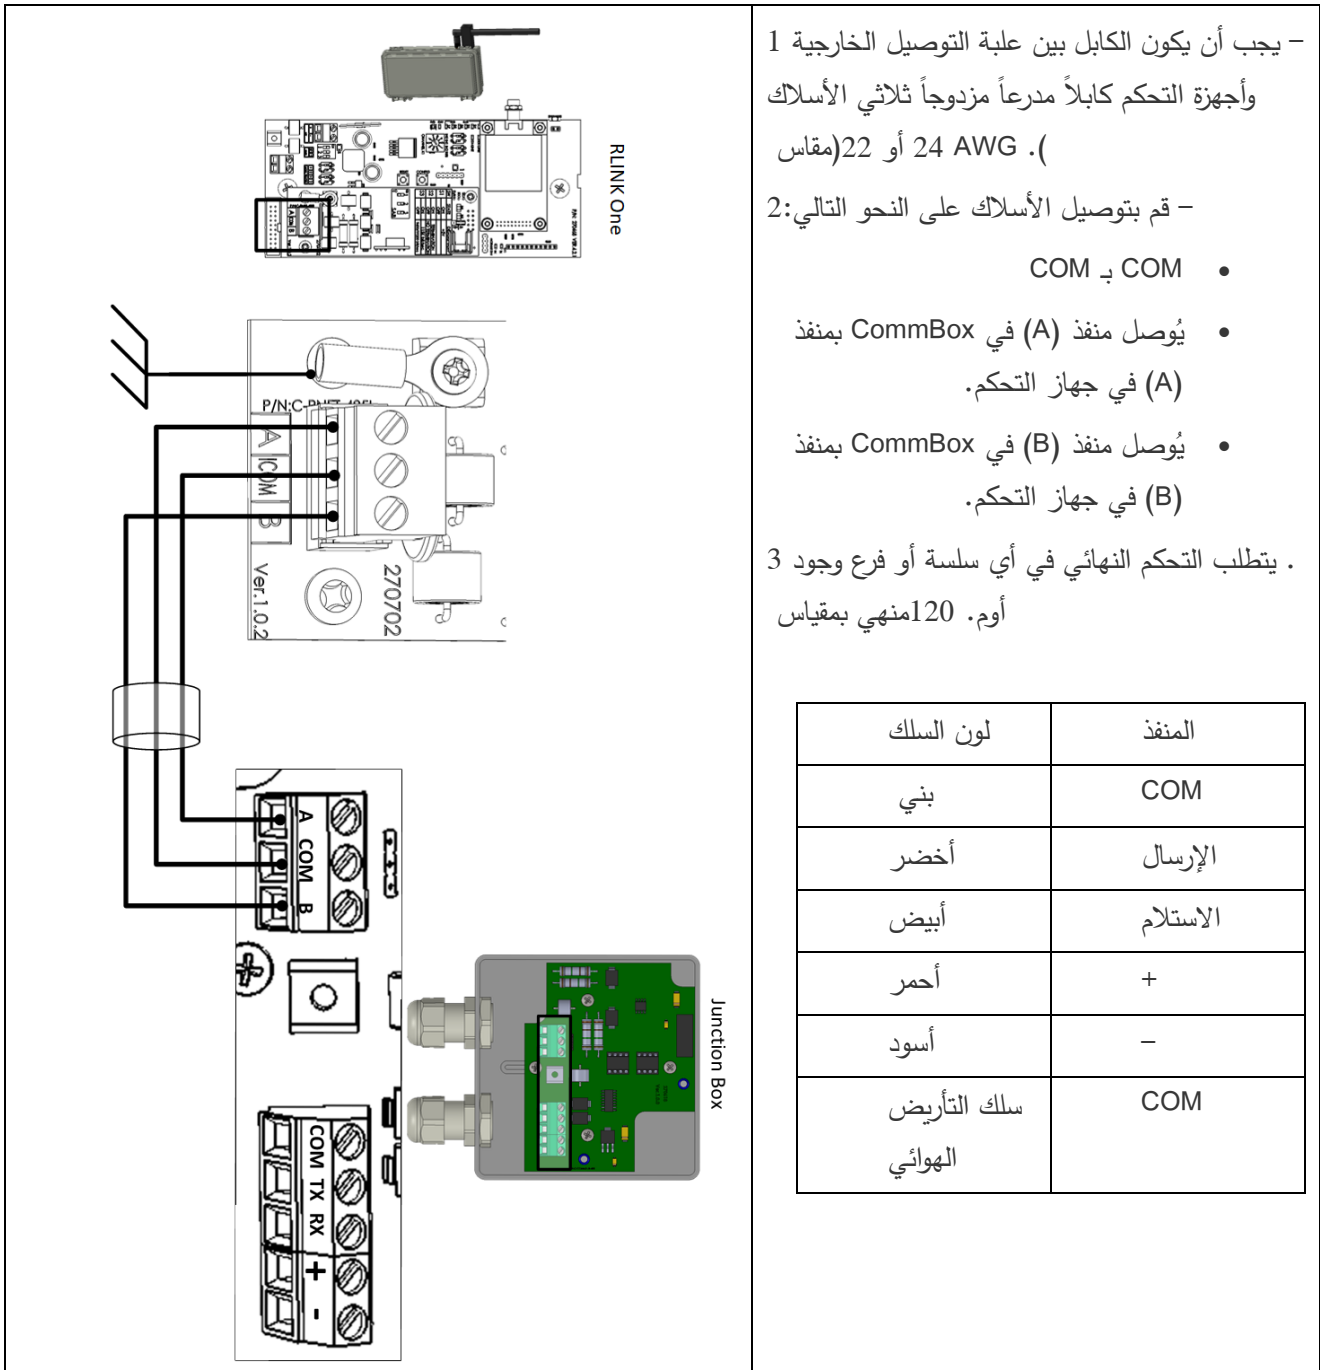 1 - يجب أن يكون الكابل بين علبة التوصيل الخارجية
وأجهزة التحكم كابلاً مدرعاً مزدوجاً ثلاثي الأسلاك
(مقاس 22 أو 24 AWG ).
2- قم بتوصيل الأسلاك على النحو التالي:
• COM بـ COM
• يُوصل منفذ (A) في CommBox بمنفذ
(A) في جهاز التحكم.
• يُوصل منفذ (B) في CommBox بمنفذ
(B) في جهاز التحكم.
3 . يتطلب التحكم النهائي في أي سلسة أو فرع وجود
منهي بمقياس 120 أوم.
المنفذ لون السلك
COM بني
الإرسال أخضر
الاستلام أبيض
+ أحمر
– أسود
COM سلك التأريض
الهوائي
RLINK One
P/N:C-RNET-485I
A
COM
B
Ver.1.0.2
270702
A COM B
Junction Box
COM TX RX + -